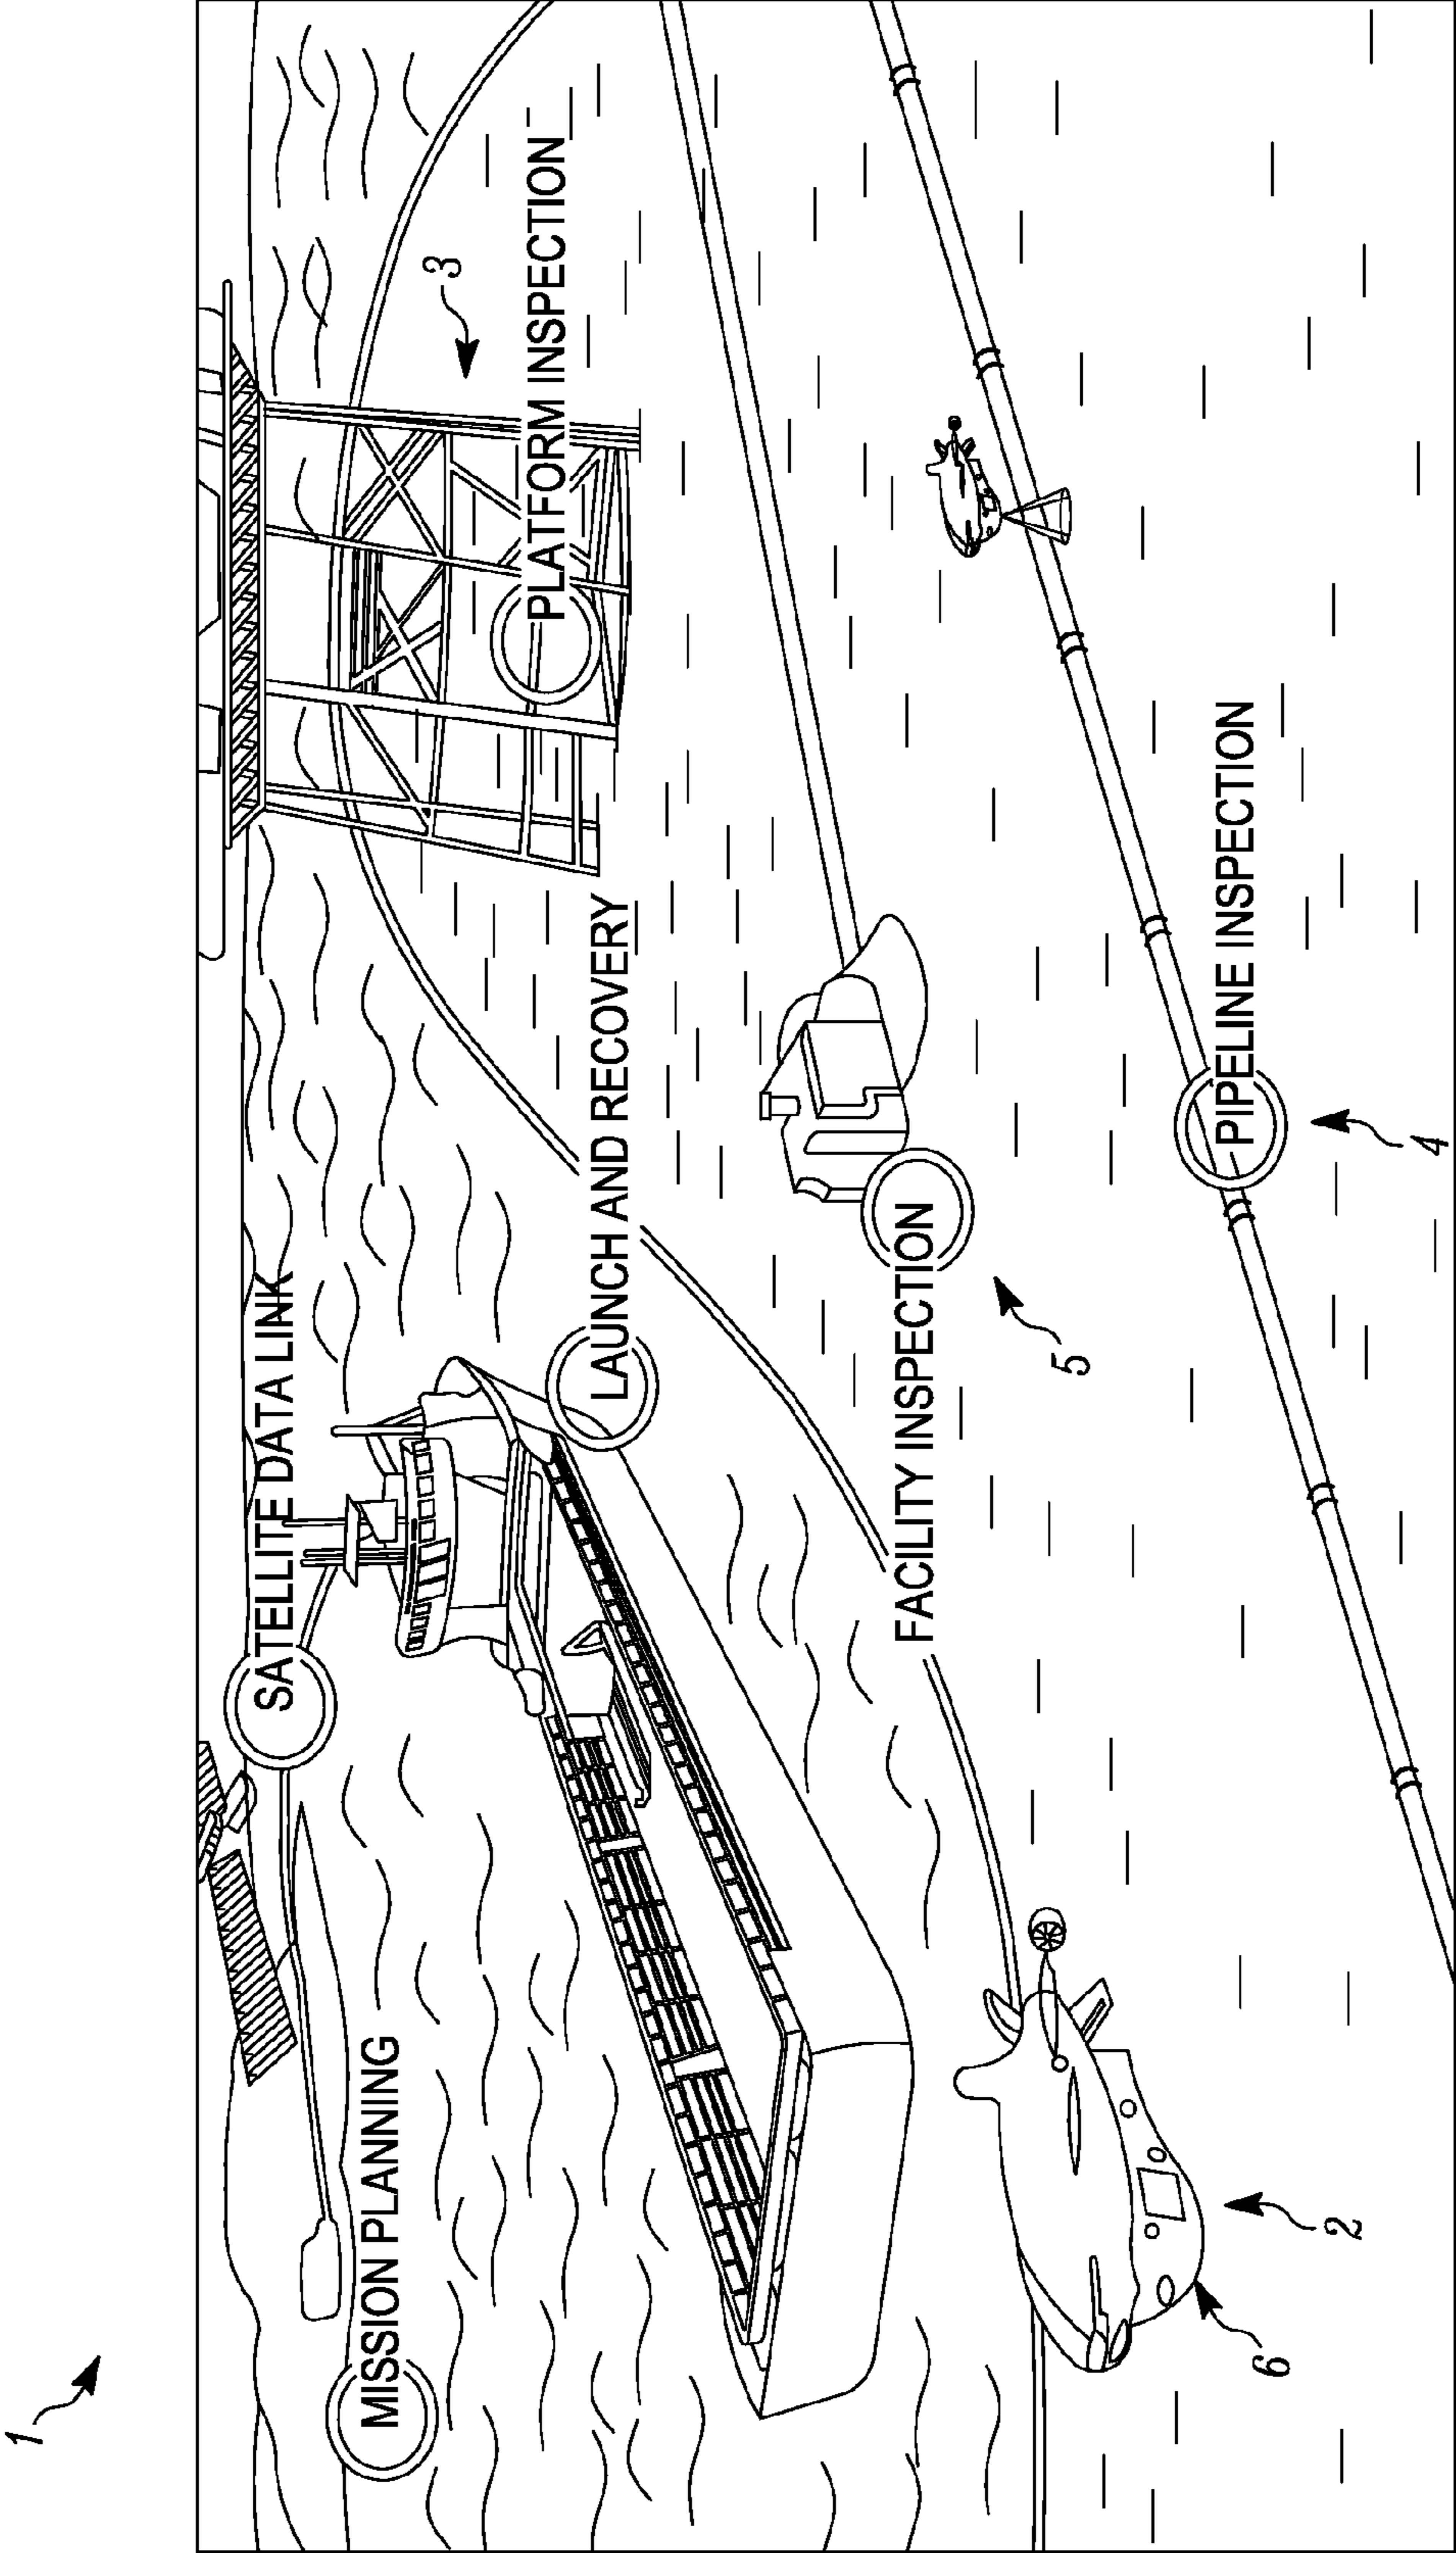 1
SATELLITE DATA LINK
MISSION PLANNING
3
PLATFORM INSPECTION
LAUNCH AND RECOVERY
FACILITY INSPECTION
5
PIPELINE INSPECTION
4
2
6